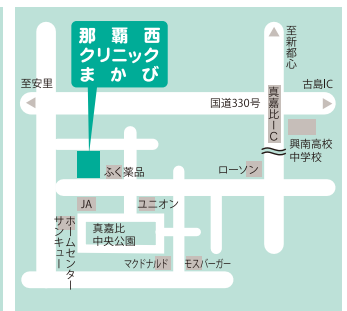 那覇西
クリニック
まかび
至新都心
至安里
古島IC
国道330号
真嘉比IC
興南高校
中学校
ふく薬品
ローソン
JA
ユニオン
ホームセンター
サンキュー
真嘉比
中央公園
マクドナルド
モスバーガー